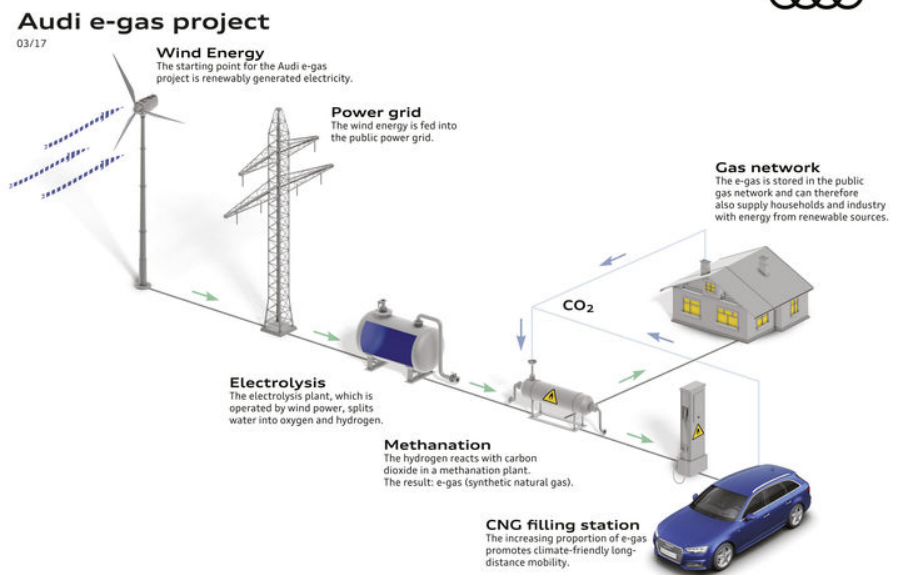 Audi e-gas project
03/17
Wind Energy
The starting point for the Audi e-gas
project is renewably generated electricity.
Power grid
The wind energy is fed into
the public power grid.
Gas network
The e-gas is stored in the public
gas network and can therefore
also supply households and industry
with energy from renewable sources.
CO₂
Electrolysis
The electrolysis plant, which is
operated by wind power, splits
water into oxygen and hydrogen.
Methanation
The hydrogen reacts with carbon
dioxide in a methanation plant.
The result: e-gas (synthetic natural gas).
CNG filling station
The increasing proportion of e-gas
promotes climate-friendly long-
distance mobility.